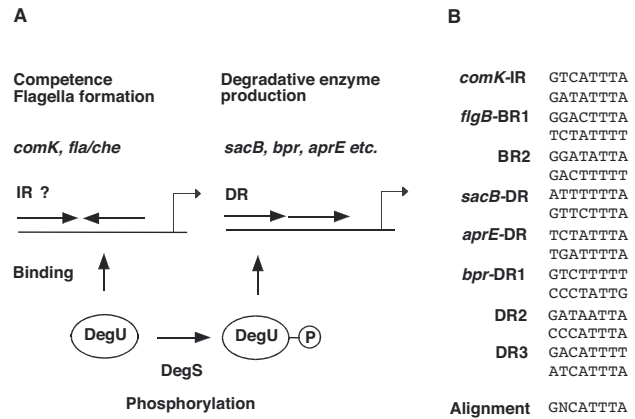 A
Competence
Flagella formation
Degradative enzyme
production
comK, fla/che
sacB, bpr, aprE etc.
IR ?
DR
Binding
DegU
DegU
P
DegS
Phosphorylation
B
comK-IR GTCATTTA
GATATTTA
flgB-BR1 GGACTTTA
TCTATTTT
BR2 GGATATTA
GACTTTTT
sacB-DR ATTTTTTA
GTTCTTTA
aprE-DR TCTATTTA
TGATTTTA
bpr-DR1 GTCTTTTT
CCCTATTG
DR2 GATAATTA
CCCATTTA
DR3 GACATTTT
ATCATTTA
Alignment GNCATTTA